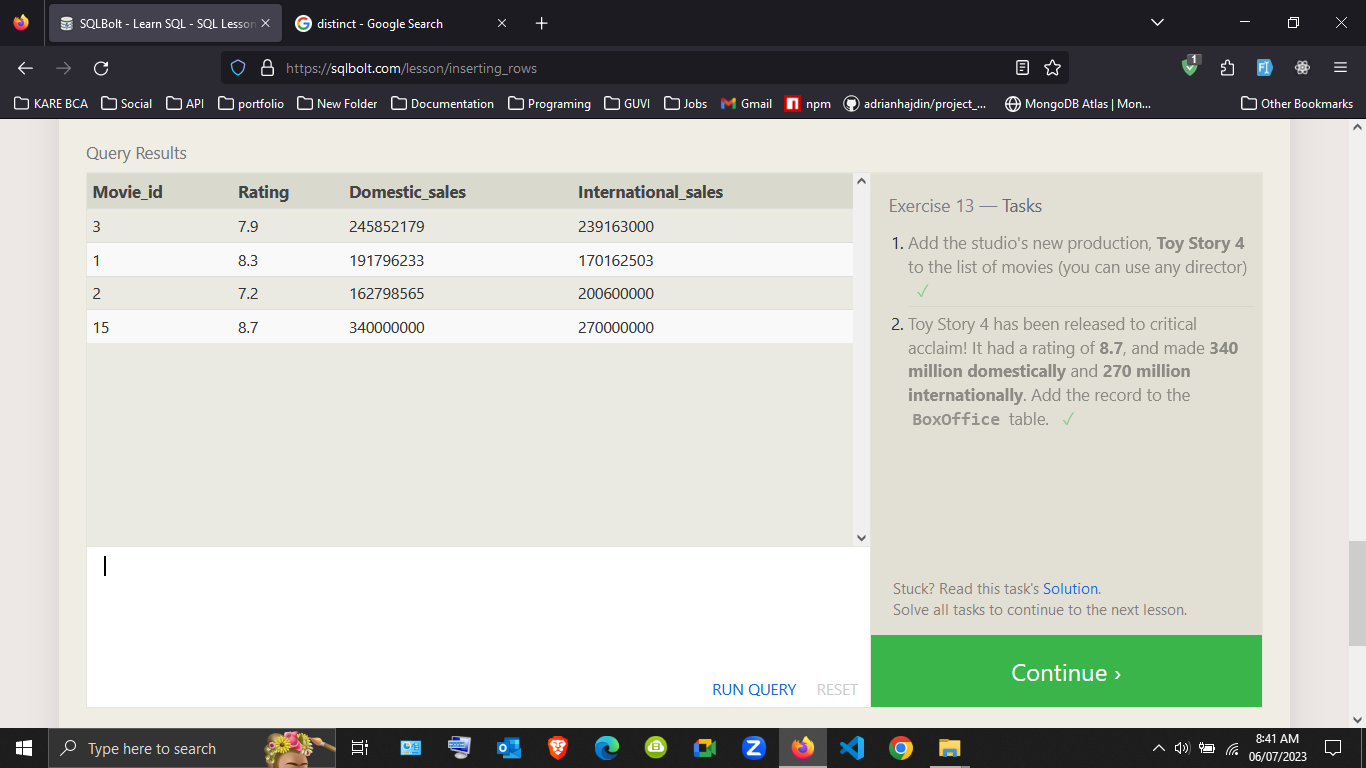 SQLBolt - Learn SQL - SQL Lesson
distinct - Google Search
https://sqlbolt.com/lesson/inserting_rows
1
KARE BCA
Social
API
portfolio
New Folder
Documentation
Programing
GUVI
Jobs
Gmail
npm
adrianhajdin/project_...
MongoDB Atlas | Mon...
Other Bookmarks
Query Results
Movie_id Rating Domestic_sales International_sales
3 7.9 245852179 239163000
1 8.3 191796233 170162503
2 7.2 162798565 200600000
15 8.7 340000000 270000000
RUN QUERY RESET
Exercise 13 — Tasks
1. Add the studio's new production, Toy Story 4
to the list of movies (you can use any director)
✓
2. Toy Story 4 has been released to critical
acclaim! It had a rating of 8.7, and made 340
million domestically and 270 million
internationally. Add the record to the
BoxOffice table. ✓
Stuck? Read this task's Solution.
Solve all tasks to continue to the next lesson.
Continue ›
Type here to search
8:41 AM
06/07/2023